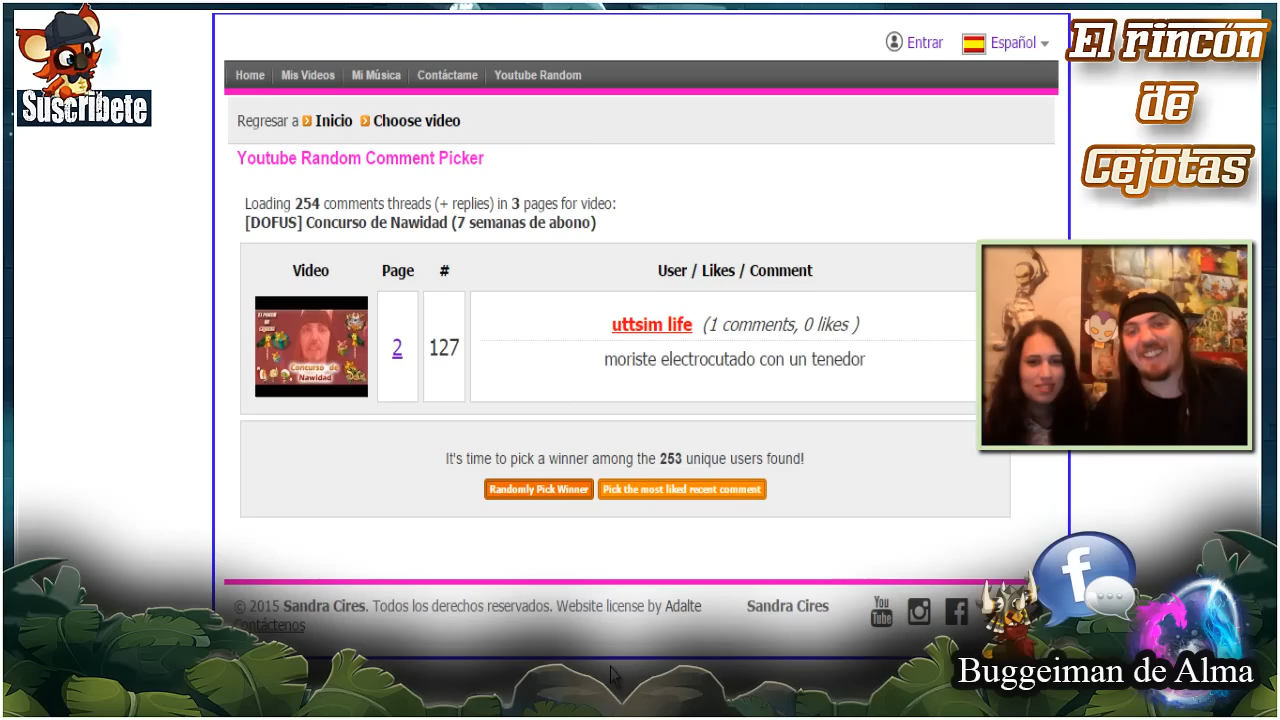 Suscribete
El rincón
de
Cejotas
Entrar Español
Home Mis Videos Mi Música Contáctame Youtube Random
Regresar a Inicio Choose video
Youtube Random Comment Picker
Loading 254 comments threads (+ replies) in 3 pages for video:
[DOFUS] Concurso de Nawidad (7 semanas de abono)
Video Page # User / Likes / Comment
Concurso de
Nawidad
2 127
uttsim life (1 comments, 0 likes )
moriste electrocutado con un tenedor
It's time to pick a winner among the 253 unique users found!
Randomly Pick Winner Pick the most liked recent comment
© 2015 Sandra Cires. Todos los derechos reservados. Website license by Adalte
Contáctenos
Sandra Cires
You
Tube
f
Buggeiman de Alma